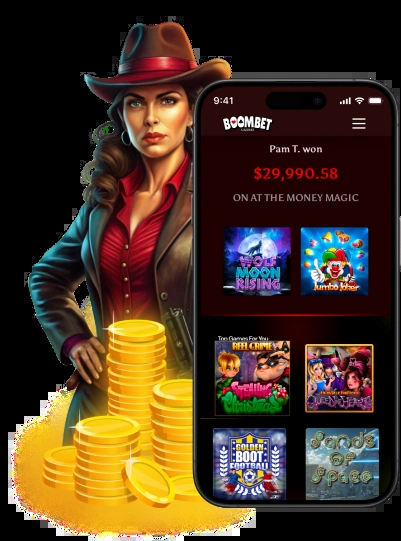 9:41
BOOMBET
Pam T. won
$29,990.58
ON AT THE MONEY MAGIC
WOLF
MOON
RISING
Jumbo Joker
Top Games For You
REEL CRIME
Stealing
Christmas
QUEEN OF HEARTS
GOLDEN
BOOT
FOOTBALL
Sands
of
Space